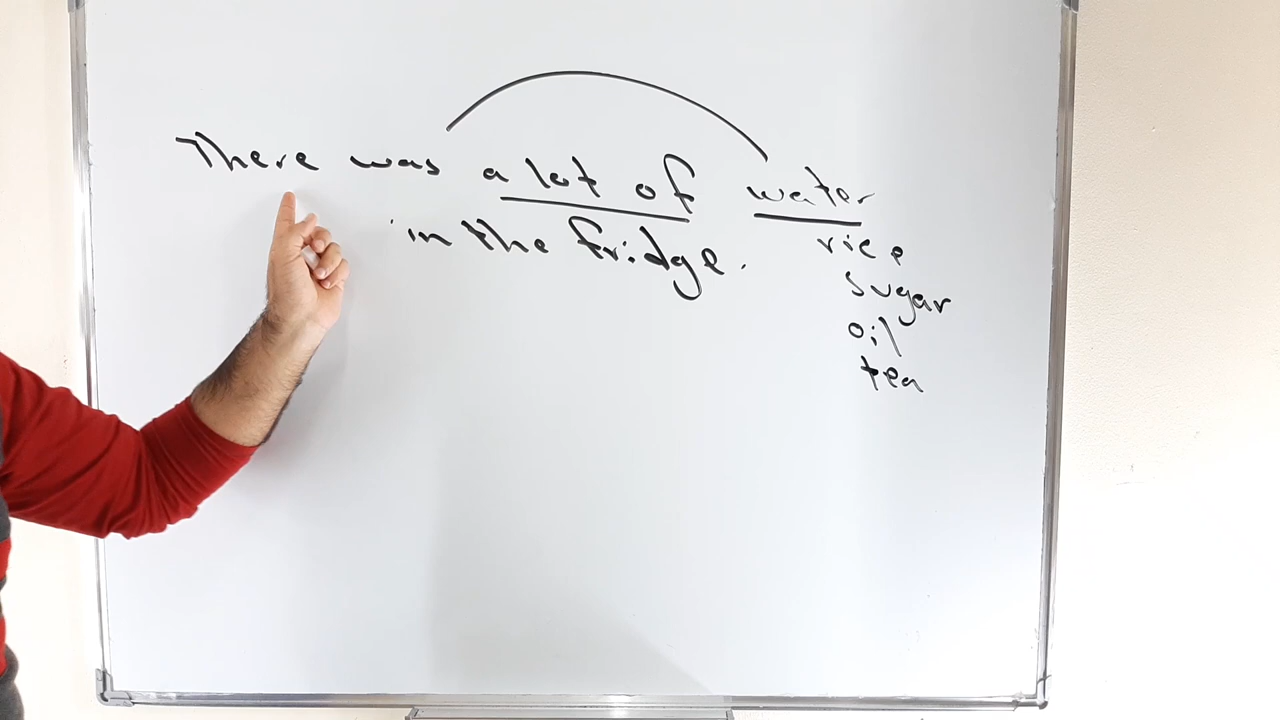 There was a lot of water
in the fridge.
rice
sugar
oil
tea